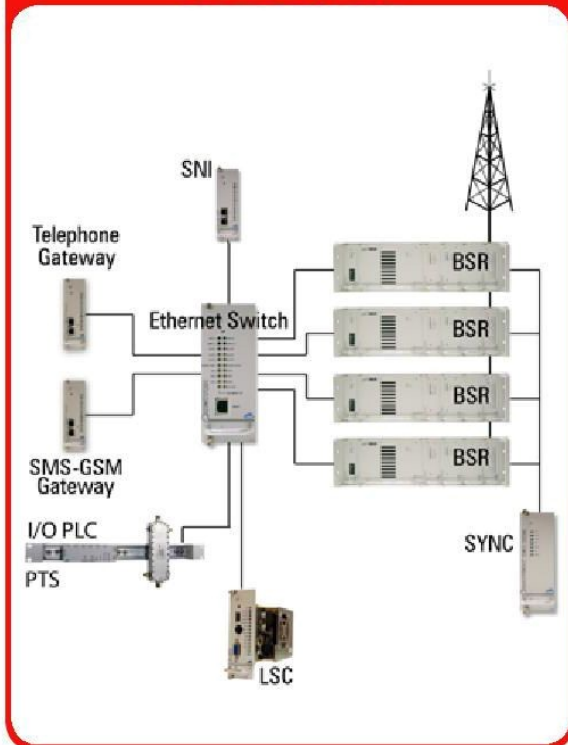 SNI
Telephone
Gateway
Ethernet Switch
BSR
BSR
BSR
BSR
SMS-GSM
Gateway
I/O PLC
PTS
SYNC
LSC